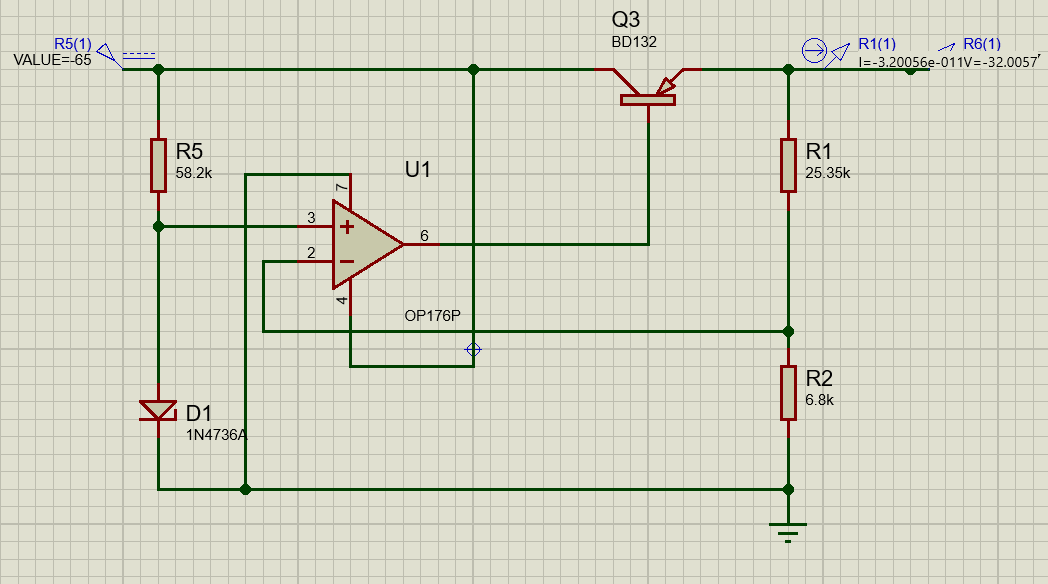 Q3
BD132
R5(1)
VALUE=-65
R1(1)
R6(1)
I=-3.20056e-011V=-32.0057
R5
58.2k
U1
R1
25.35k
7
3
6
2
4
OP176P
R2
6.8k
D1
1N4736A